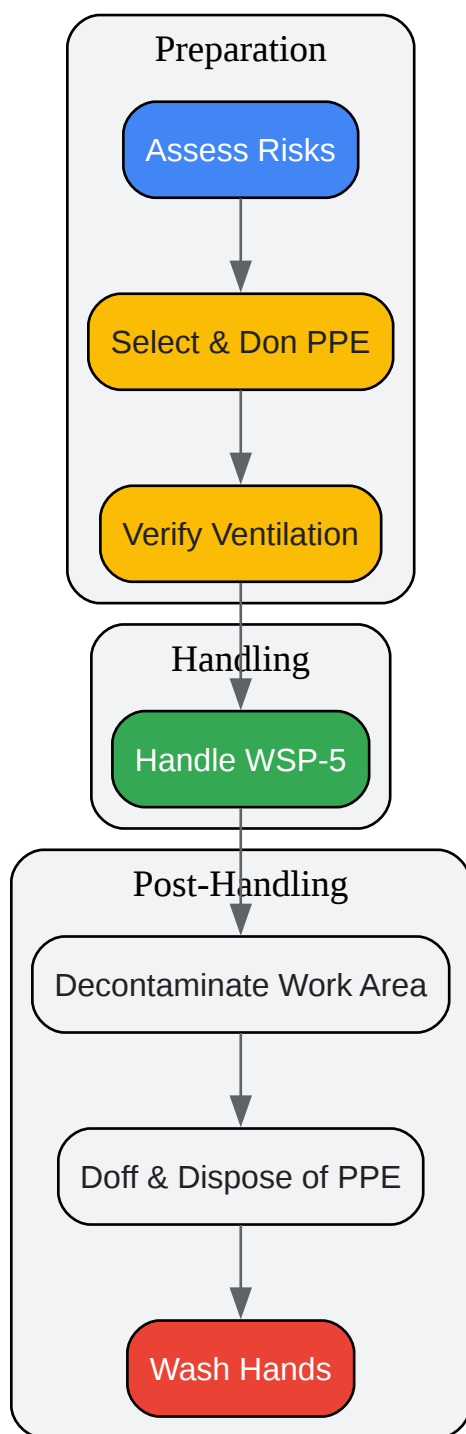 Preparation
Assess Risks
Select & Don PPE
Verify Ventilation
Handling
Handle WSP-5
Post-Handling
Decontaminate Work Area
Doff & Dispose of PPE
Wash Hands